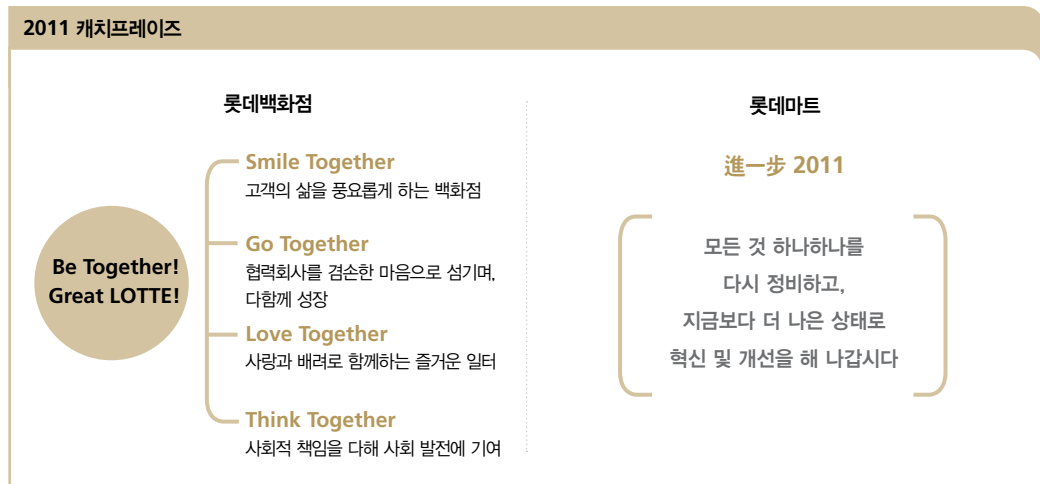 2011 캐치프레이즈
롯데백화점
Be Together!
Great LOTTE!
Smile Together
고객의 삶을 풍요롭게 하는 백화점
Go Together
협력회사를 겸손한 마음으로 섬기며,
다함께 성장
Love Together
사랑과 배려로 함께하는 즐거운 일터
Think Together
사회적 책임을 다해 사회 발전에 기여
롯데마트
進一步 2011
모든 것 하나하나를
다시 정비하고,
지금보다 더 나은 상태로
혁신 및 개선을 해 나갑시다